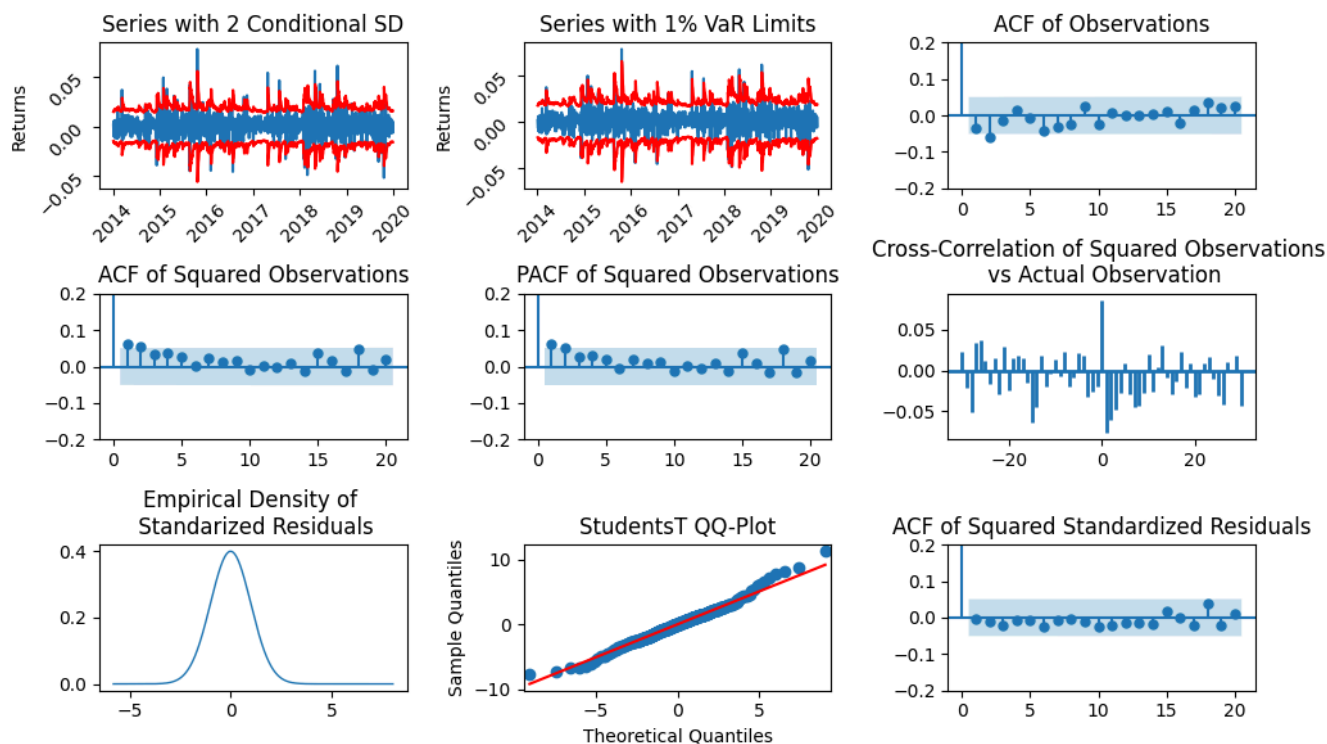 Series with 2 Conditional SD
Returns
0.05
0.00
−0.05
2014 2015 2016 2017 2018 2019 2020
Series with 1% VaR Limits
Returns
0.05
0.00
−0.05
2014 2015 2016 2017 2018 2019 2020
ACF of Observations
0.2
0.1
0.0
−0.1
−0.2
0 5 10 15 20
ACF of Squared Observations
0.2
0.1
0.0
−0.1
−0.2
0 5 10 15 20
PACF of Squared Observations
0.2
0.1
0.0
−0.1
−0.2
0 5 10 15 20
Cross-Correlation of Squared Observations
vs Actual Observation
0.05
0.00
−0.05
−20 0 20
Empirical Density of
Standarized Residuals
0.4
0.2
0.0
−5 0 5
StudentsT QQ-Plot
Sample Quantiles
10
0
−10
−5 0 5
Theoretical Quantiles
ACF of Squared Standardized Residuals
0.2
0.1
0.0
−0.1
−0.2
0 5 10 15 20